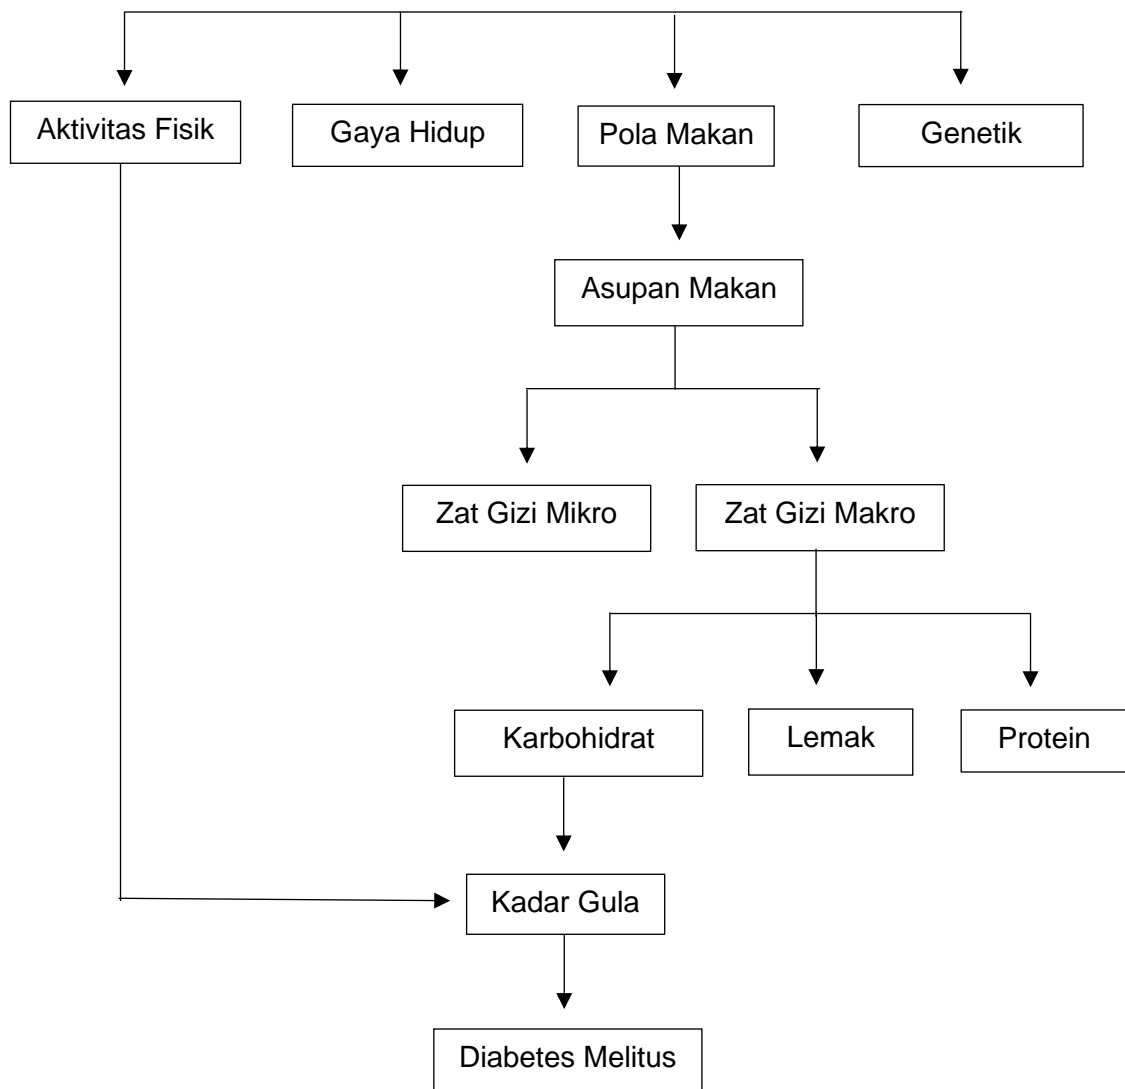 Aktivitas Fisik
Gaya Hidup
Pola Makan
Genetik
Asupan Makan
Zat Gizi Mikro
Zat Gizi Makro
Karbohidrat
Lemak
Protein
Kadar Gula
Diabetes Melitus